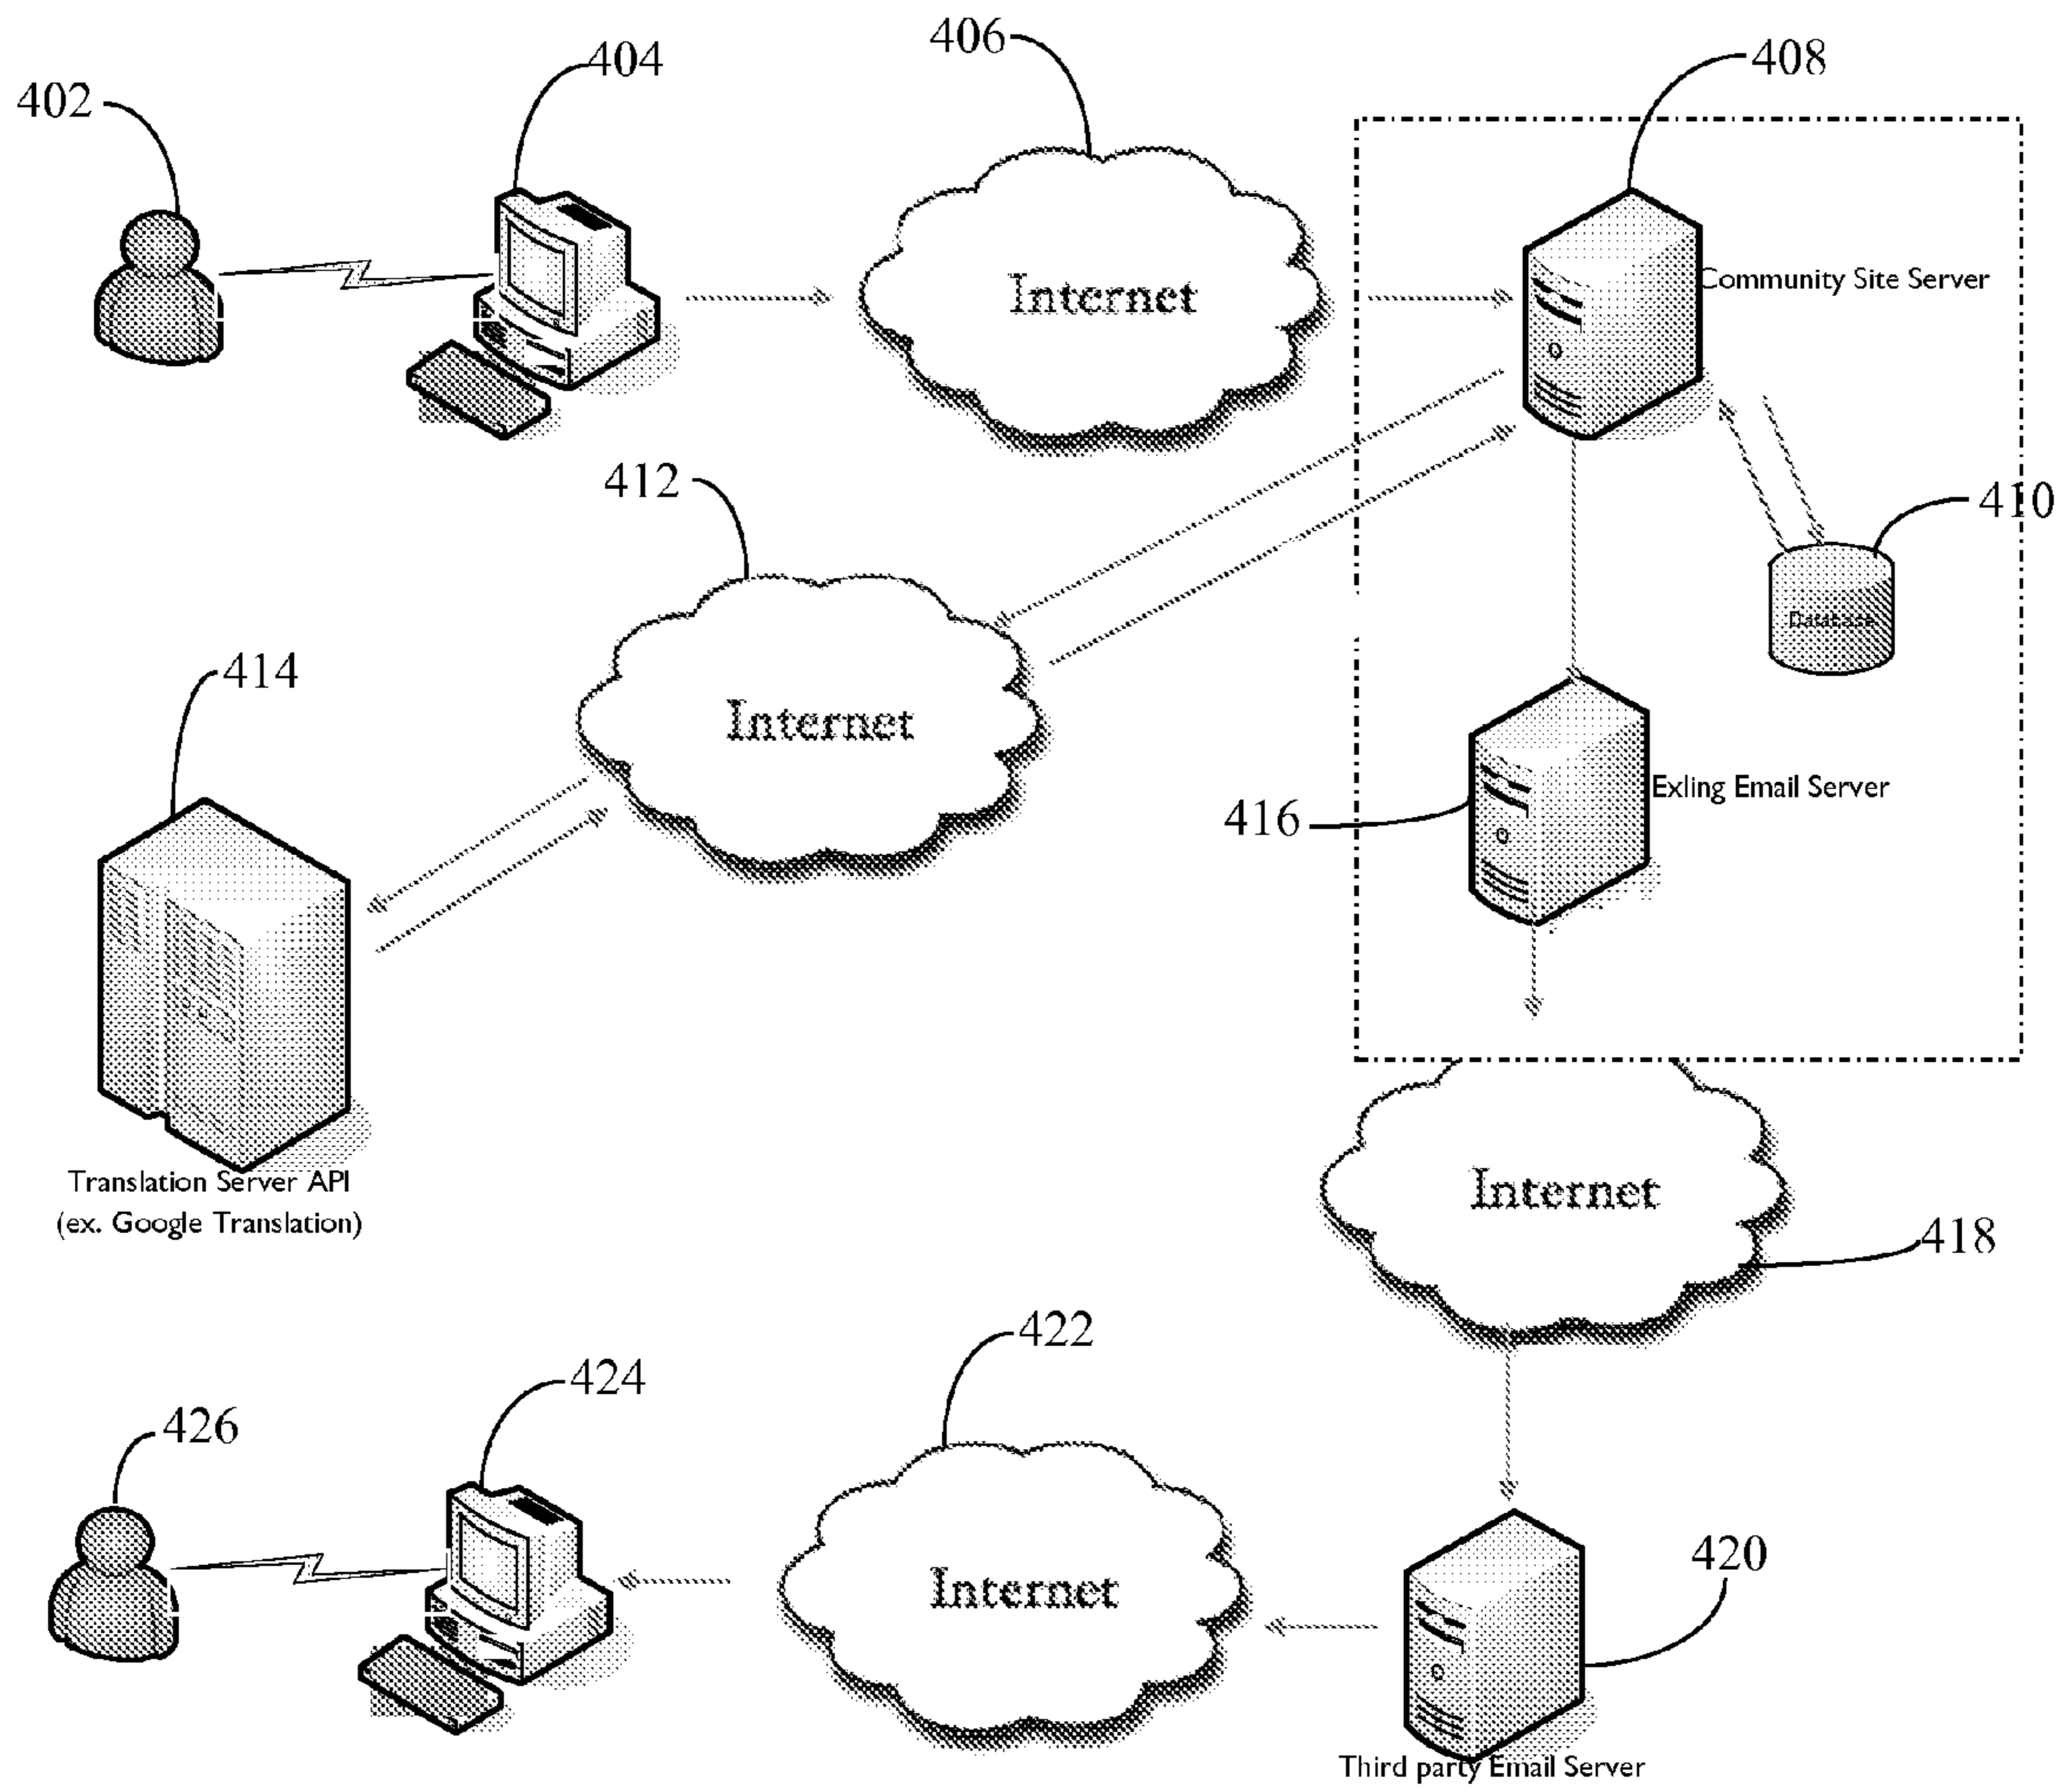 402
404
406
408
Internet
Community Site Server
410
412
Database
Internet
414
416
Exling Email Server
Translation Server API
(ex. Google Translation)
Internet
418
422
424
426
Internet
420
Third party Email Server